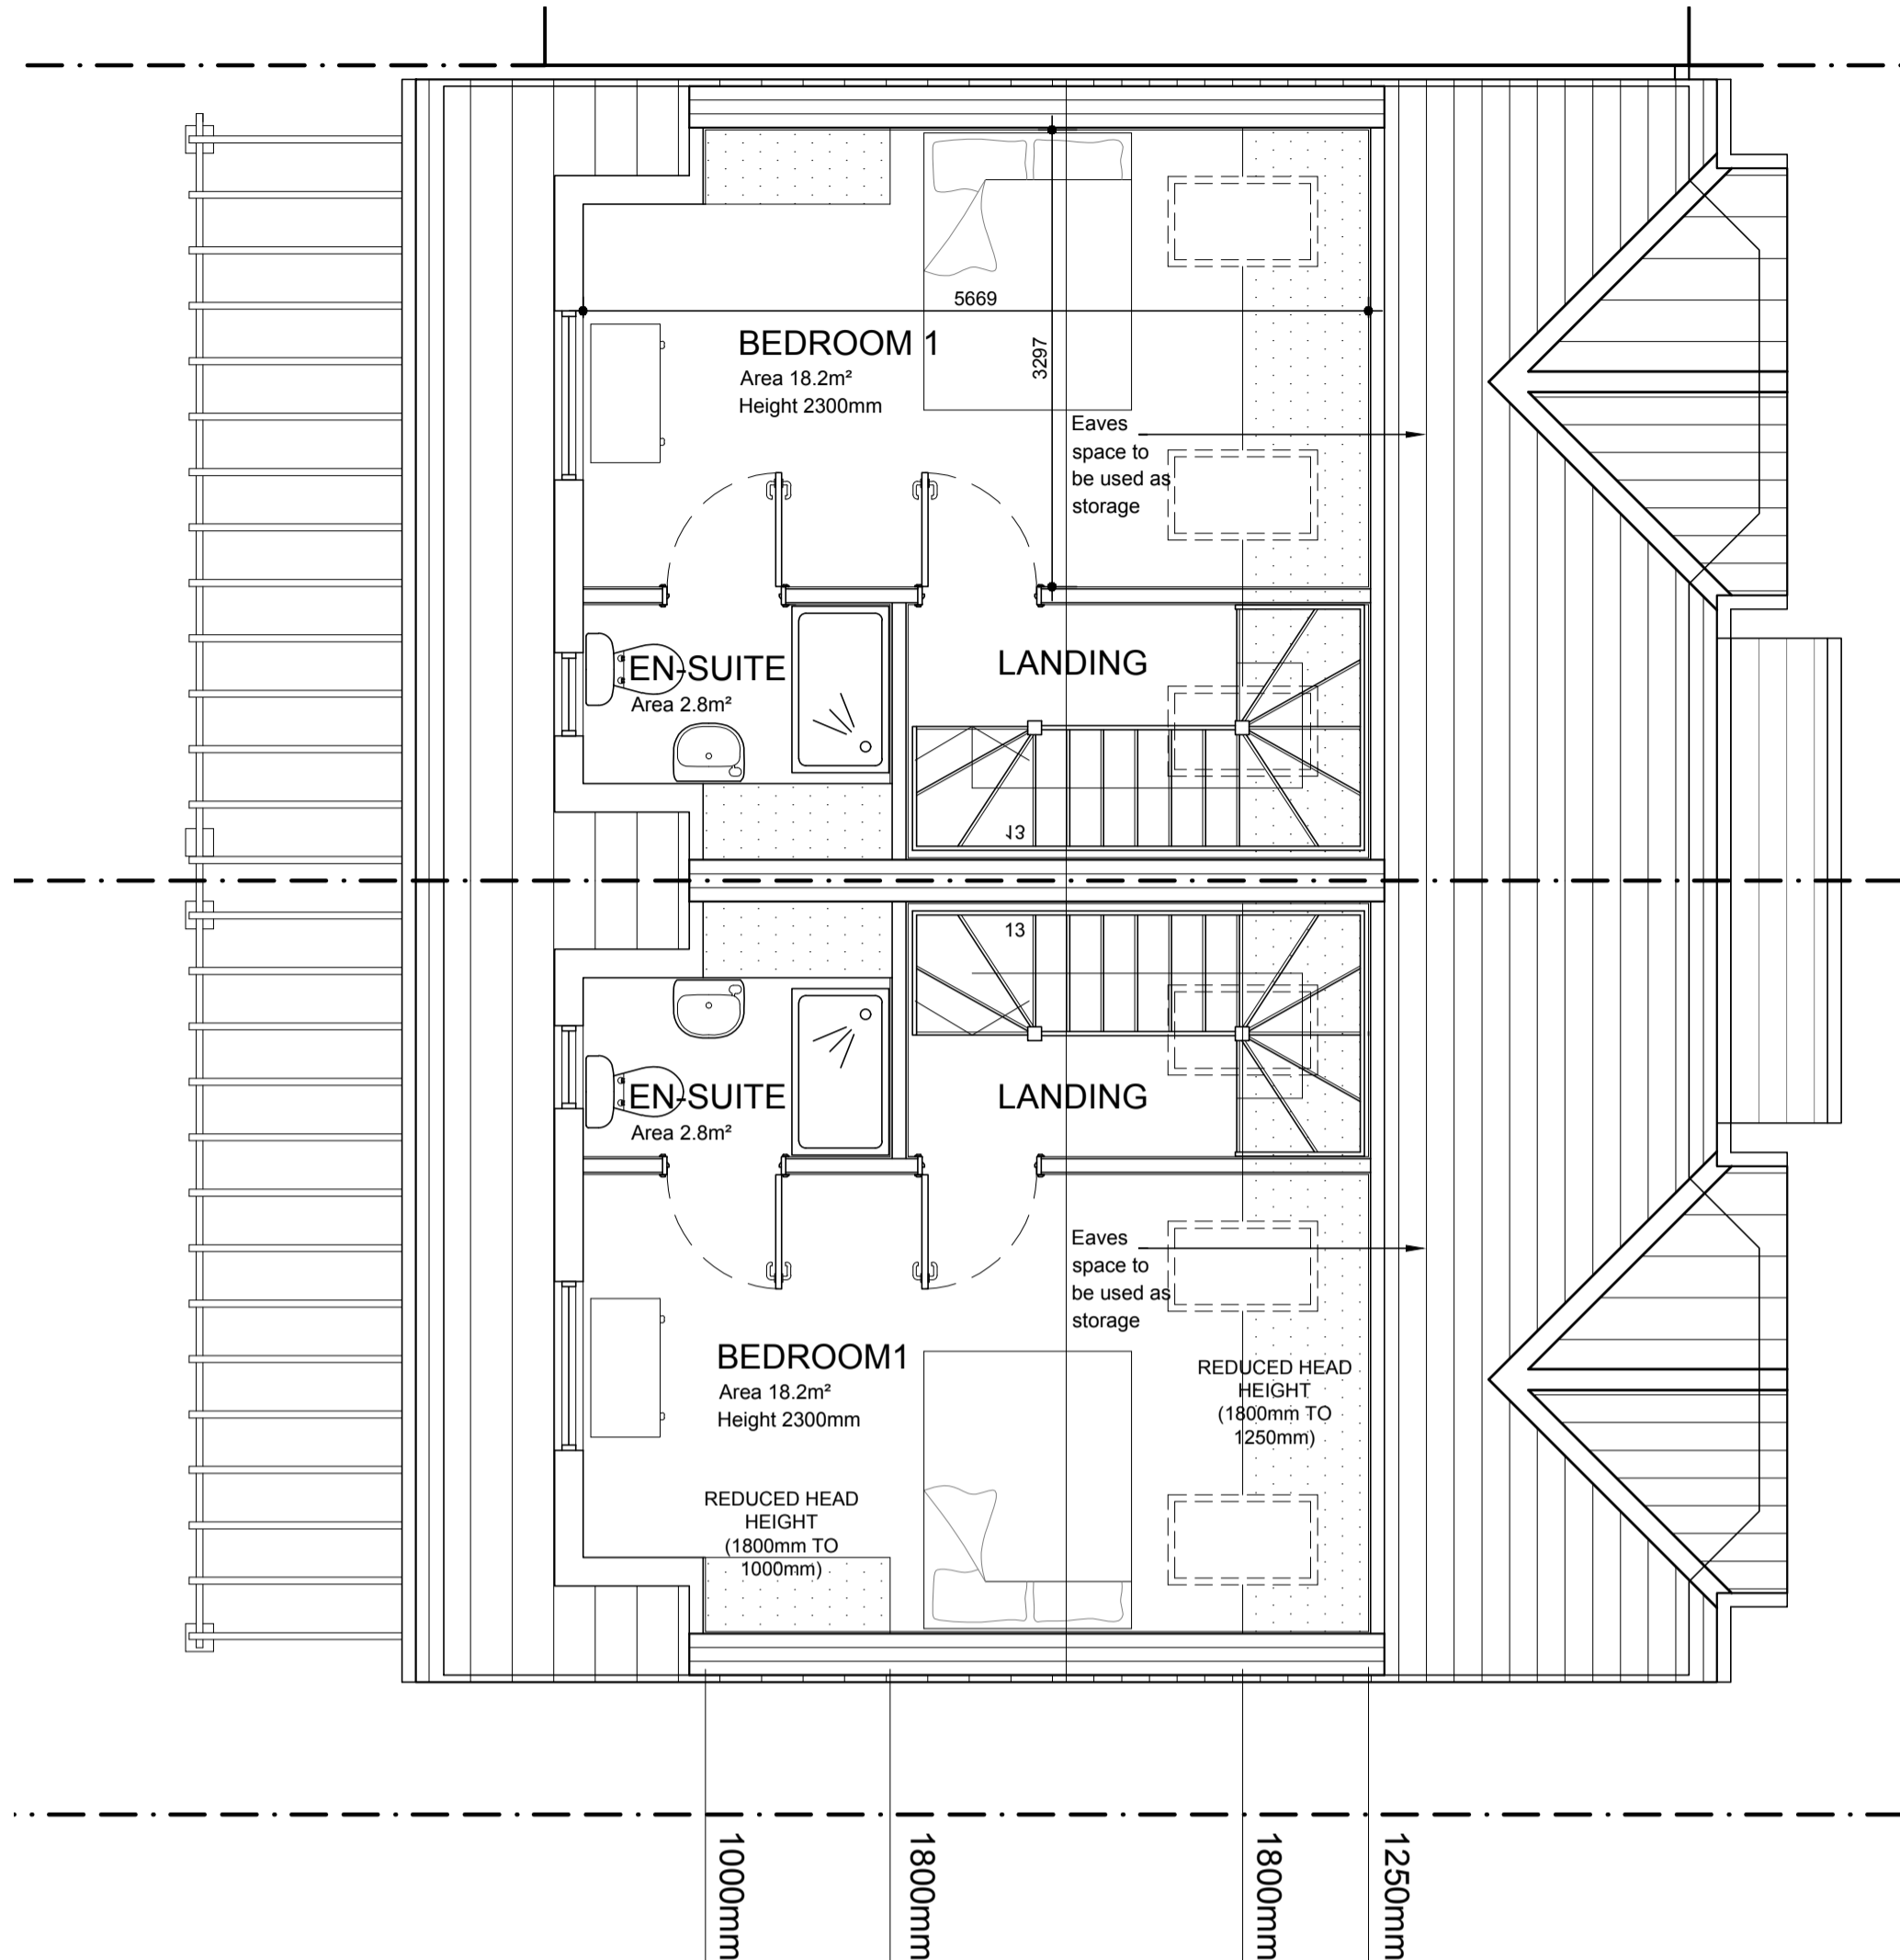 5669
BEDROOM 1
Area 18.2m²
Height 2300mm
3297
Eaves
space to
be used as
storage
EN-SUITE
Area 2.8m²
LANDING
13
13
EN-SUITE
Area 2.8m²
LANDING
Eaves
space to
be used as
storage
BEDROOM1
Area 18.2m²
Height 2300mm
REDUCED HEAD
HEIGHT
(1800mm TO
1250mm)
REDUCED HEAD
HEIGHT
(1800mm TO
1000mm)
1000mm
1800mm
1800mm
1250mm